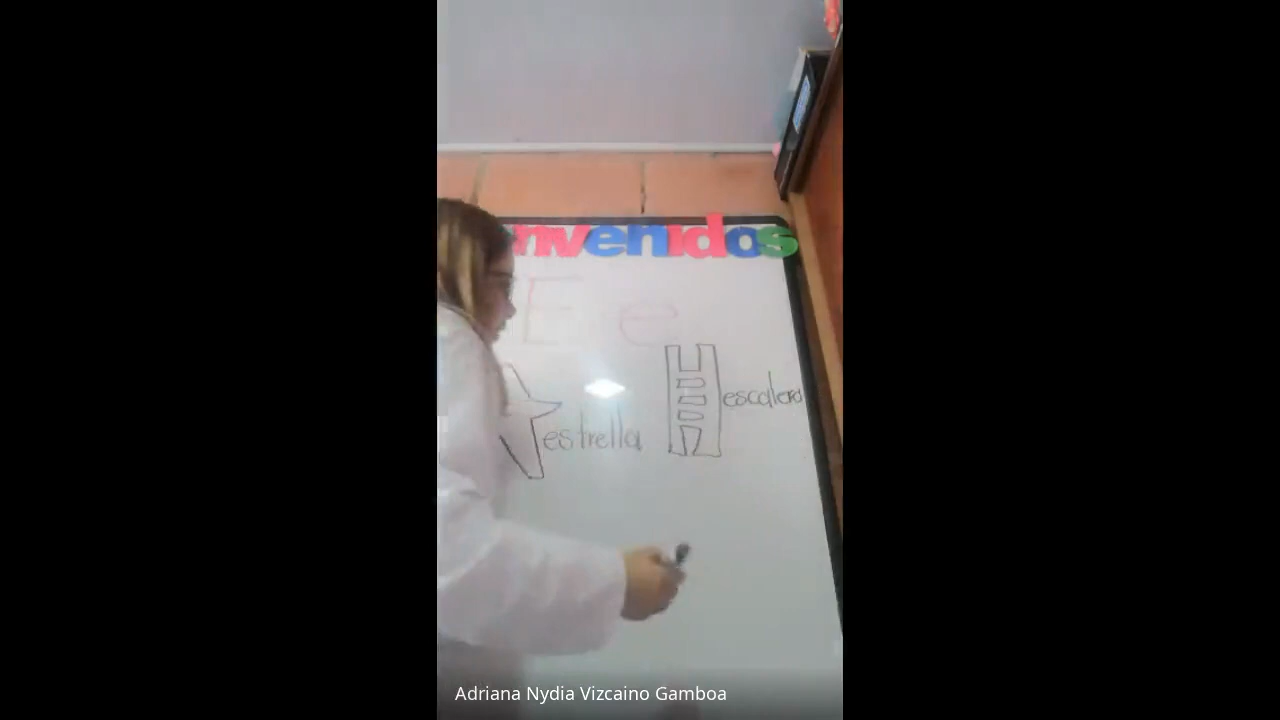 nvenidos
E e
escalera
estrella
Adriana Nydia Vizcaino Gamboa